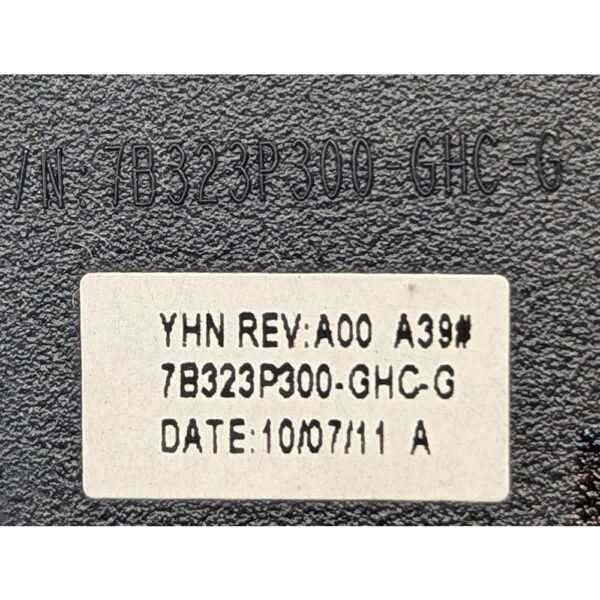 /N:7B323P300-GHC-G
YHN REV:A00 A39#
7B323P300-GHC-G
DATE:10/07/11 A